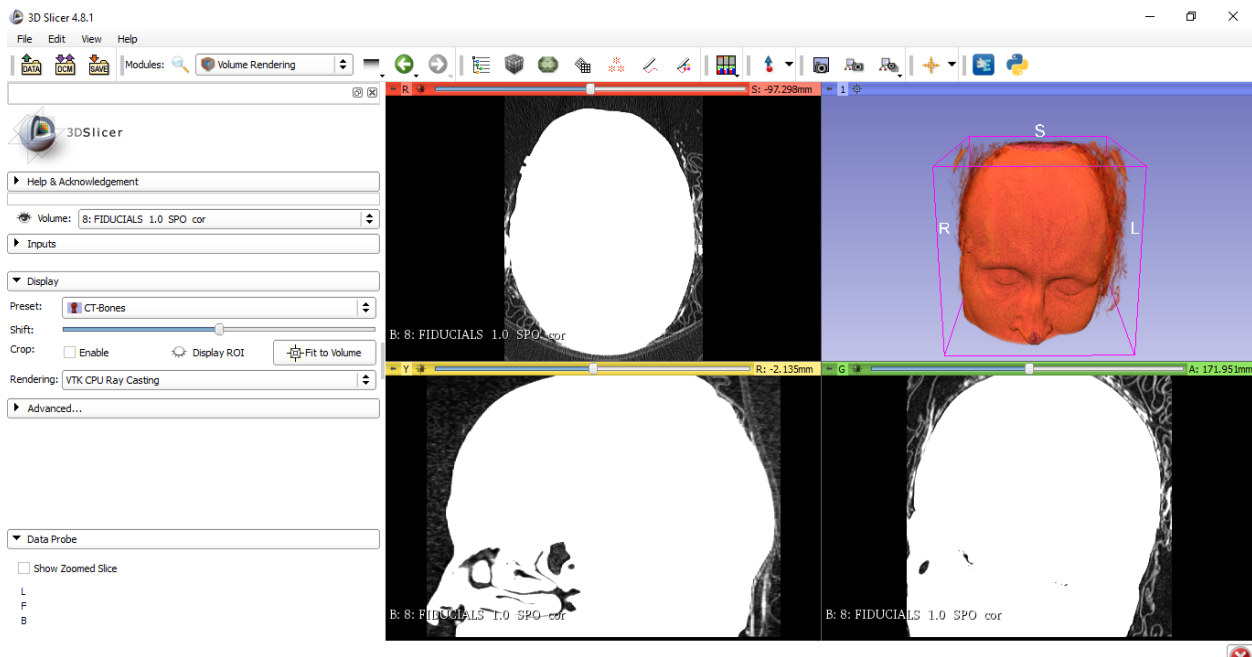 3D Slicer 4.8.1
File Edit View Help
DATA DCM SAVE Modules: Volume Rendering
R S: -97.298mm 1
3DSlicer
Help & Acknowledgement
Volume: 8: FIDUCIALS 1.0 SPO cor
Inputs
Display
Preset: CT-Bones
Shift:
Crop: Enable Display ROI Fit to Volume
Rendering: VTK CPU Ray Casting
Advanced...
Data Probe
Show Zoomed Slice
L
F
B
B: 8: FIDUCIALS 1.0 SPO cor
S
R L
Y R: -2.135mm
B: 8: FIDUCIALS 1.0 SPO cor
G A: 171.951mm
B: 8: FIDUCIALS 1.0 SPO cor